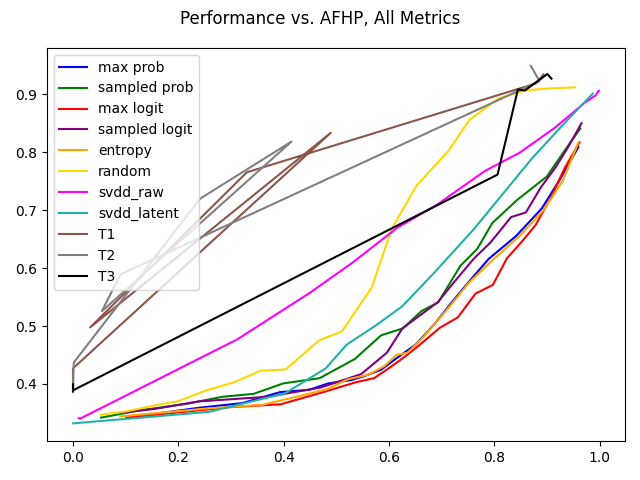 Performance vs. AFHP, All Metrics
max prob
sampled prob
max logit
sampled logit
entropy
random
svdd_raw
svdd_latent
T1
T2
T3
0.9
0.8
0.7
0.6
0.5
0.4
0.0 0.2 0.4 0.6 0.8 1.0